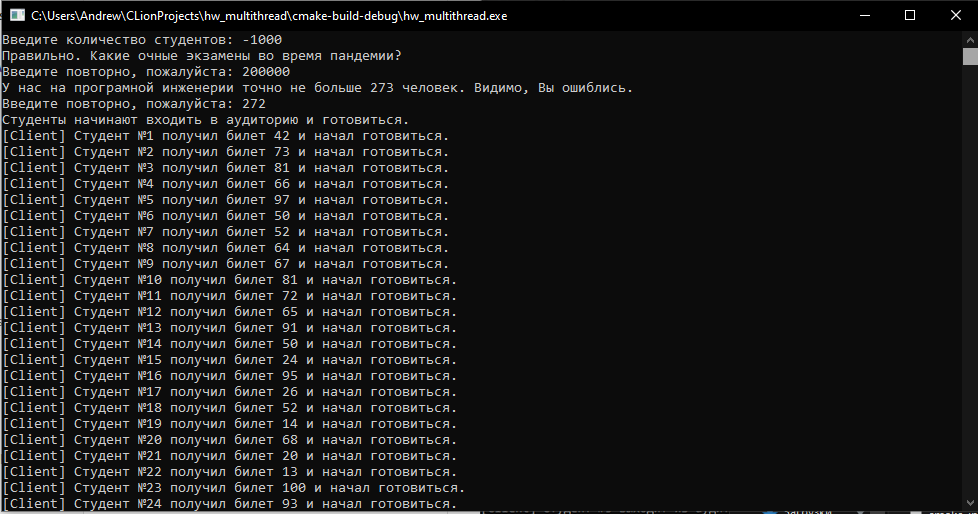 C:\Users\Andrew\CLionProjects\hw_multithread\cmake-build-debug\hw_multithread.exe
Введите количество студентов: -1000
Правильно. Какие очные экзамены во время пандемии?
Введите повторно, пожалуйста: 200000
У нас на програмной инженерии точно не больше 273 человек. Видимо, Вы ошиблись.
Введите повторно, пожалуйста: 272
Студенты начинают входить в аудиторию и готовиться.
[Client] Студент №1 получил билет 42 и начал готовиться.
[Client] Студент №2 получил билет 73 и начал готовиться.
[Client] Студент №3 получил билет 81 и начал готовиться.
[Client] Студент №4 получил билет 66 и начал готовиться.
[Client] Студент №5 получил билет 97 и начал готовиться.
[Client] Студент №6 получил билет 50 и начал готовиться.
[Client] Студент №7 получил билет 52 и начал готовиться.
[Client] Студент №8 получил билет 64 и начал готовиться.
[Client] Студент №9 получил билет 67 и начал готовиться.
[Client] Студент №10 получил билет 81 и начал готовиться.
[Client] Студент №11 получил билет 72 и начал готовиться.
[Client] Студент №12 получил билет 65 и начал готовиться.
[Client] Студент №13 получил билет 91 и начал готовиться.
[Client] Студент №14 получил билет 50 и начал готовиться.
[Client] Студент №15 получил билет 24 и начал готовиться.
[Client] Студент №16 получил билет 95 и начал готовиться.
[Client] Студент №17 получил билет 26 и начал готовиться.
[Client] Студент №18 получил билет 52 и начал готовиться.
[Client] Студент №19 получил билет 14 и начал готовиться.
[Client] Студент №20 получил билет 68 и начал готовиться.
[Client] Студент №21 получил билет 20 и начал готовиться.
[Client] Студент №22 получил билет 13 и начал готовиться.
[Client] Студент №23 получил билет 100 и начал готовиться.
[Client] Студент №24 получил билет 93 и начал готовиться.